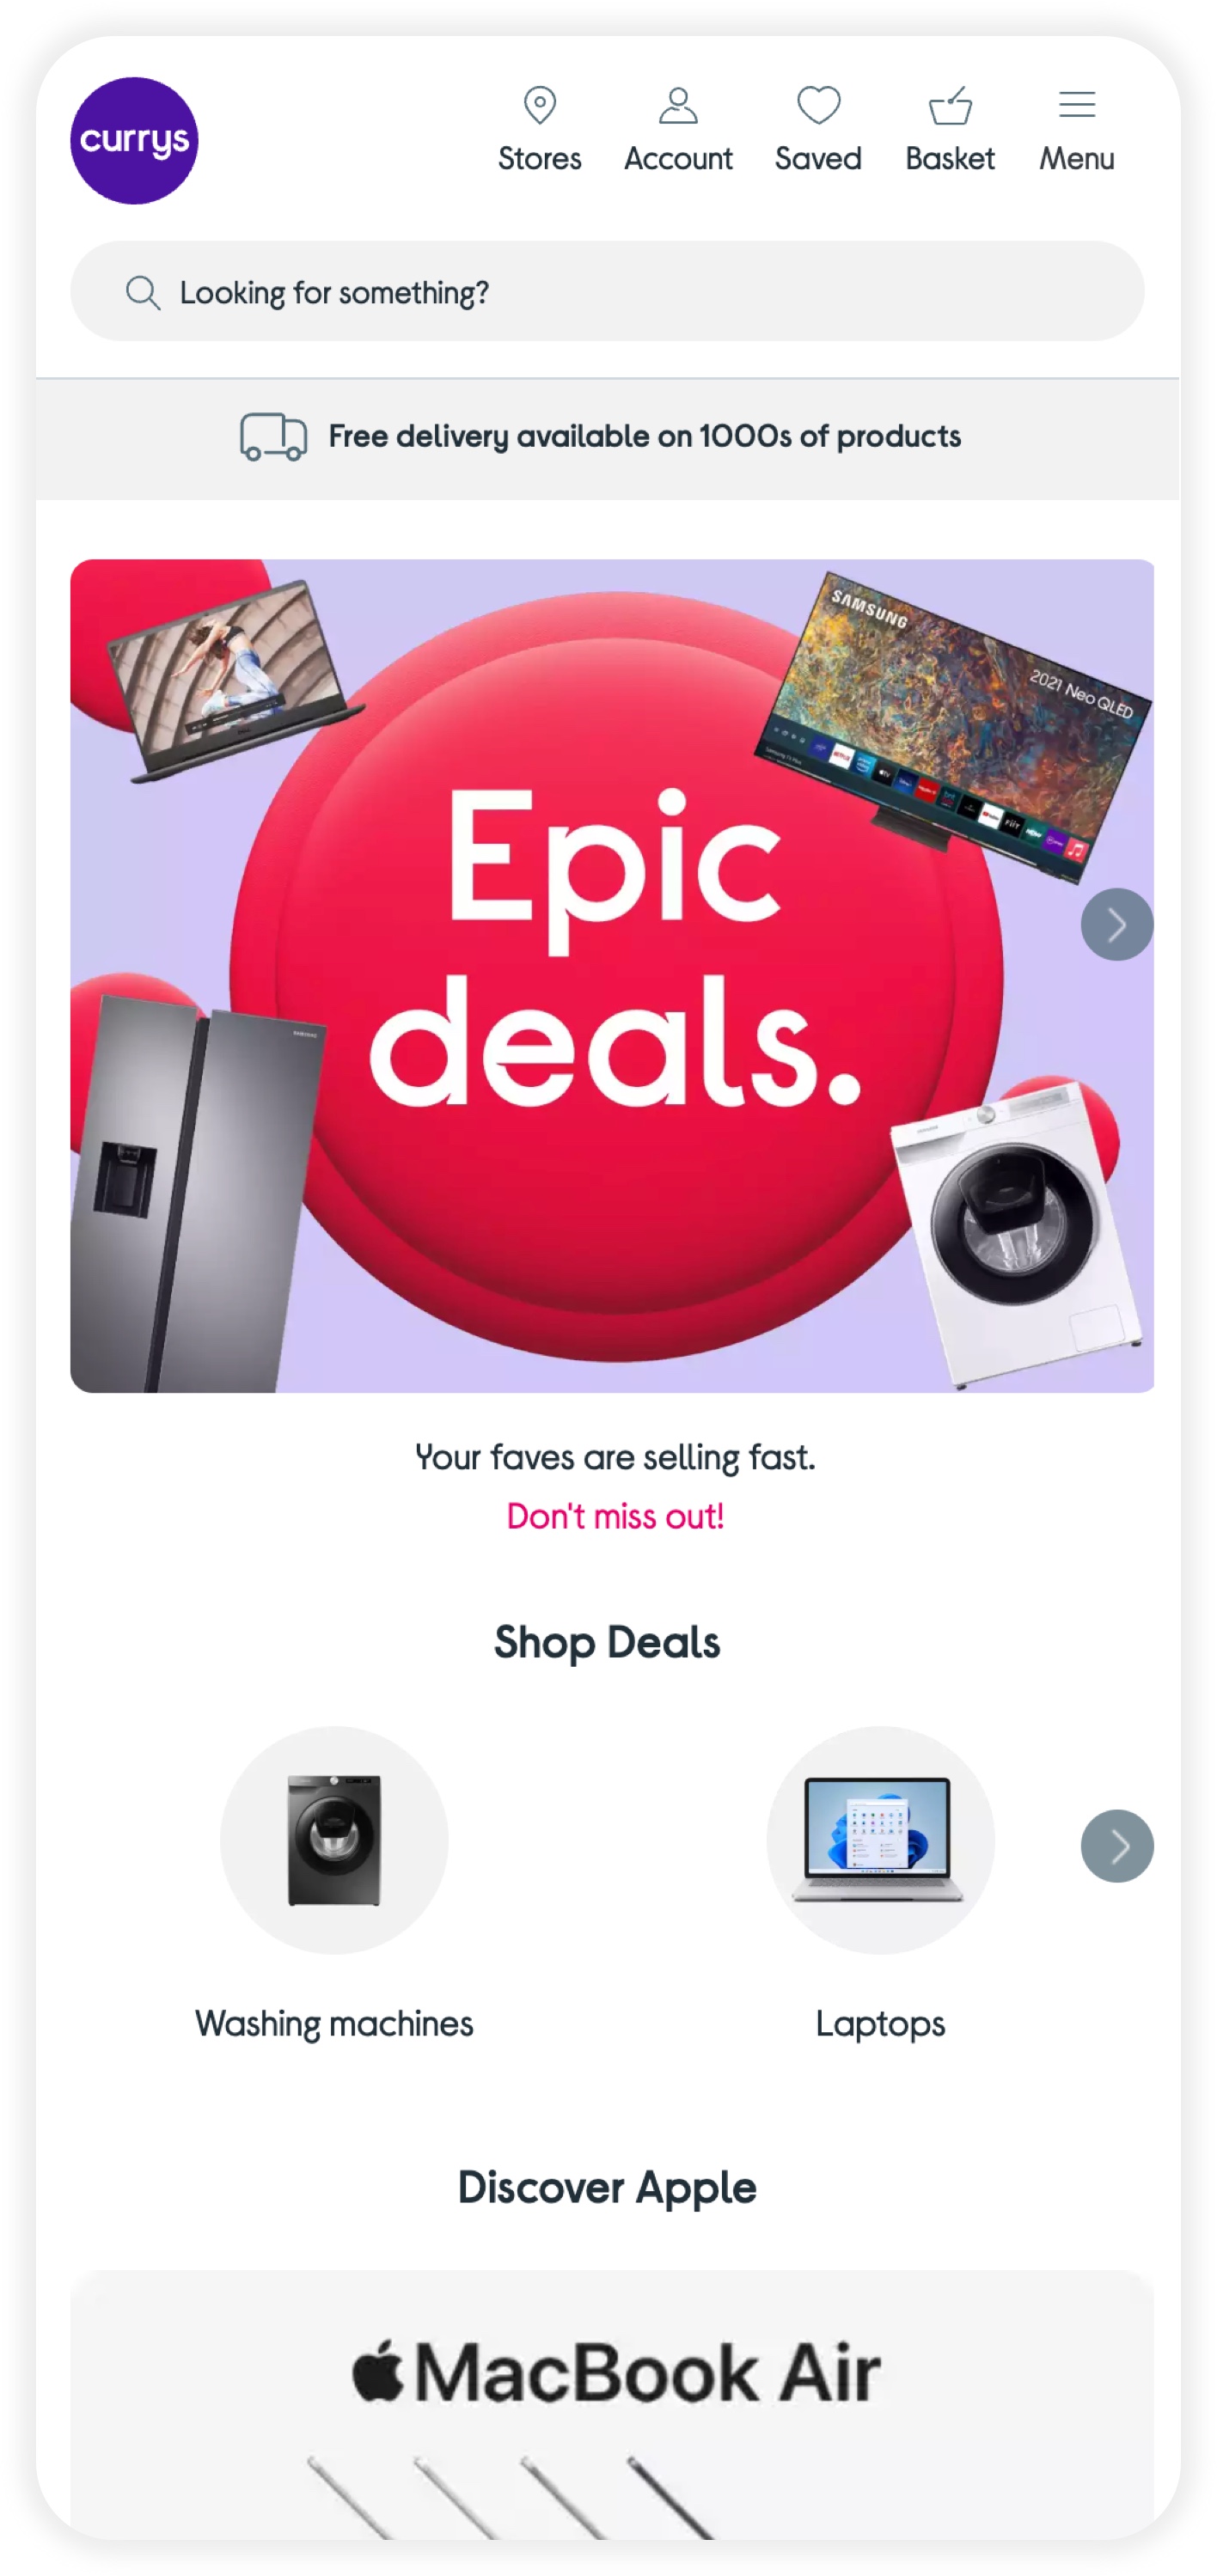 currys
Stores
Account
Saved
Basket
Menu
Looking for something?
Free delivery available on 1000s of products
SAMSUNG
2021 Neo QLED
Epic
deals.
SAMSUNG
Your faves are selling fast.
Don't miss out!
Shop Deals
Washing machines
Laptops
Discover Apple
MacBook Air